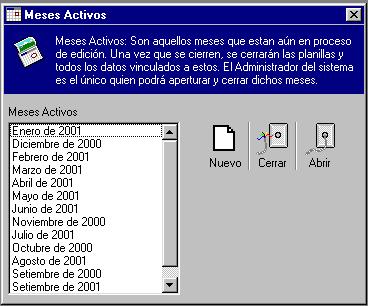 Meses Activos
Meses Activos: Son aquellos meses que estan aún en proceso
de edición. Una vez que se cierren, se cerrarán las planillas y
todos los datos vinculados a estos. El Administrador del sistema
es el único quien podrá aperturar y cerrar dichos meses.
Meses Activos
Enero de 2001
Diciembre de 2000
Febrero de 2001
Marzo de 2001
Abril de 2001
Mayo de 2001
Junio de 2001
Noviembre de 2000
Julio de 2001
Octubre de 2000
Agosto de 2001
Setiembre de 2000
Setiembre de 2001
Nuevo
Cerrar
Abrir